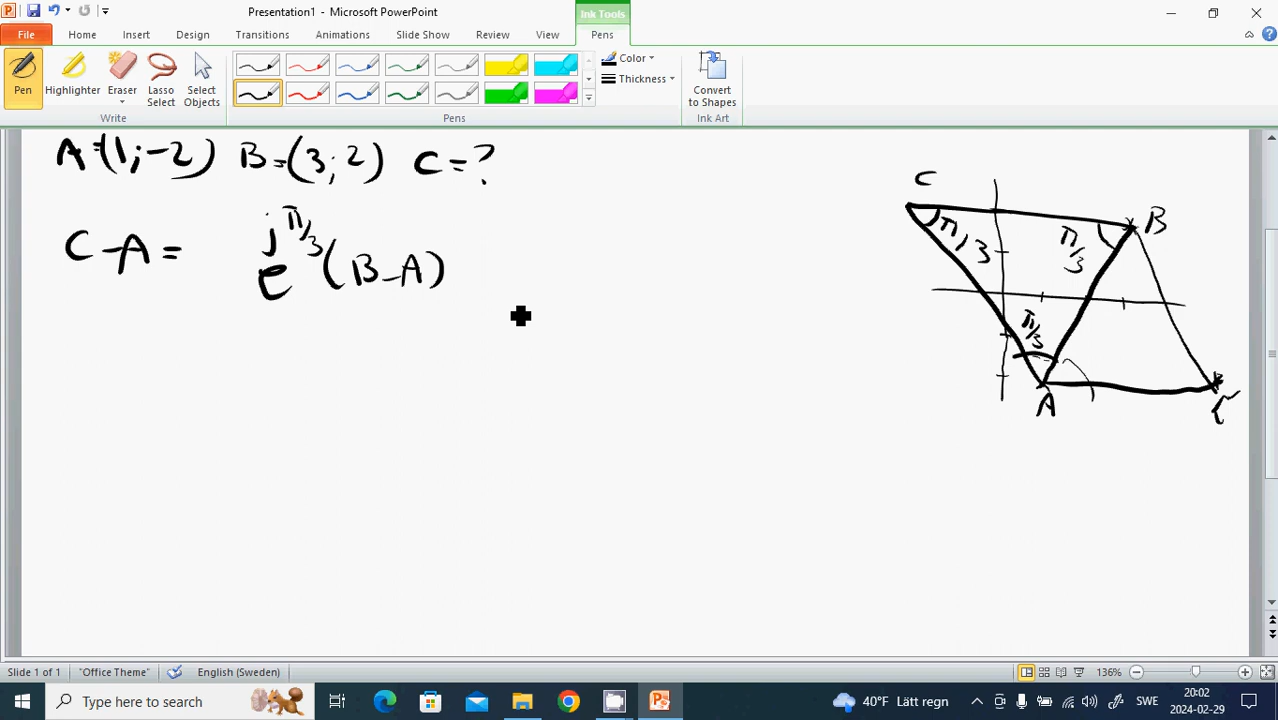 Presentation1 - Microsoft PowerPoint
Ink Tools
File Home Insert Design Transitions Animations Slide Show Review View Pens
Pen Highlighter Eraser Lasso Select Select Objects
Color
Thickness
Convert to Shapes
Write Pens Ink Art
A=(1;-2) B=(3;2) C=?
C-A= e^jπ/3 (B-A)
C
B
π/3
π/3
π/3
A
Slide 1 of 1 "Office Theme" English (Sweden) 136%
Type here to search 40°F Lätt regn SWE 20:02
2024-02-29